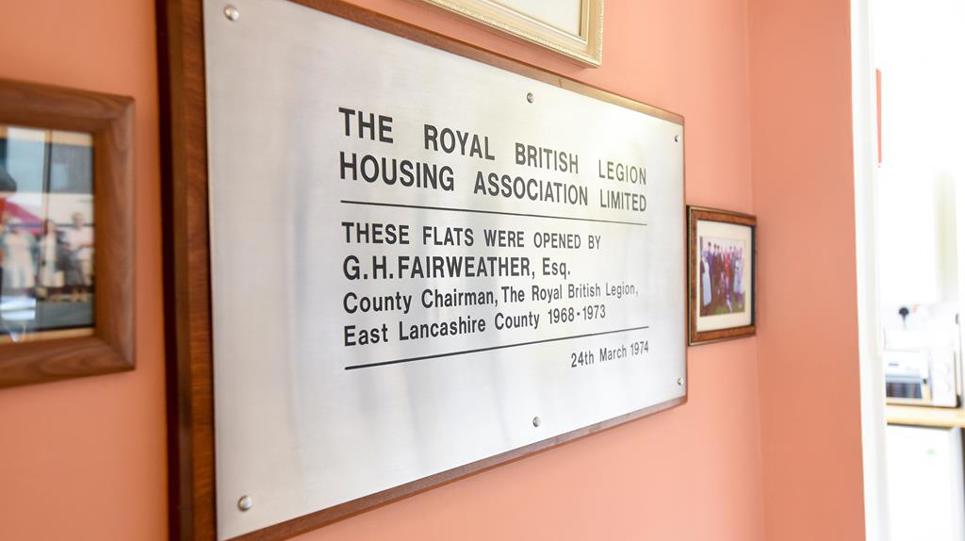 THE ROYAL BRITISH LEGION
HOUSING ASSOCIATION LIMITED
THESE FLATS WERE OPENED BY
G.H.FAIRWEATHER, Esq.
County Chairman, The Royal British Legion,
East Lancashire County 1968-1973
24th March 1974